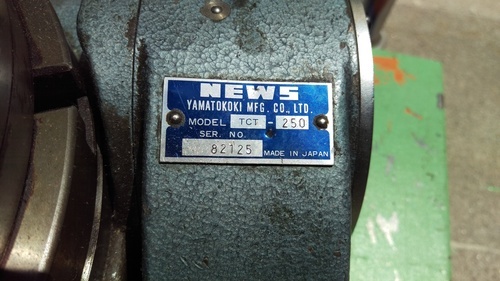 NEWS
YAMATOKOKI MFG. CO., LTD.
MODEL TCT - 250
SER. NO.
82125 MADE IN JAPAN